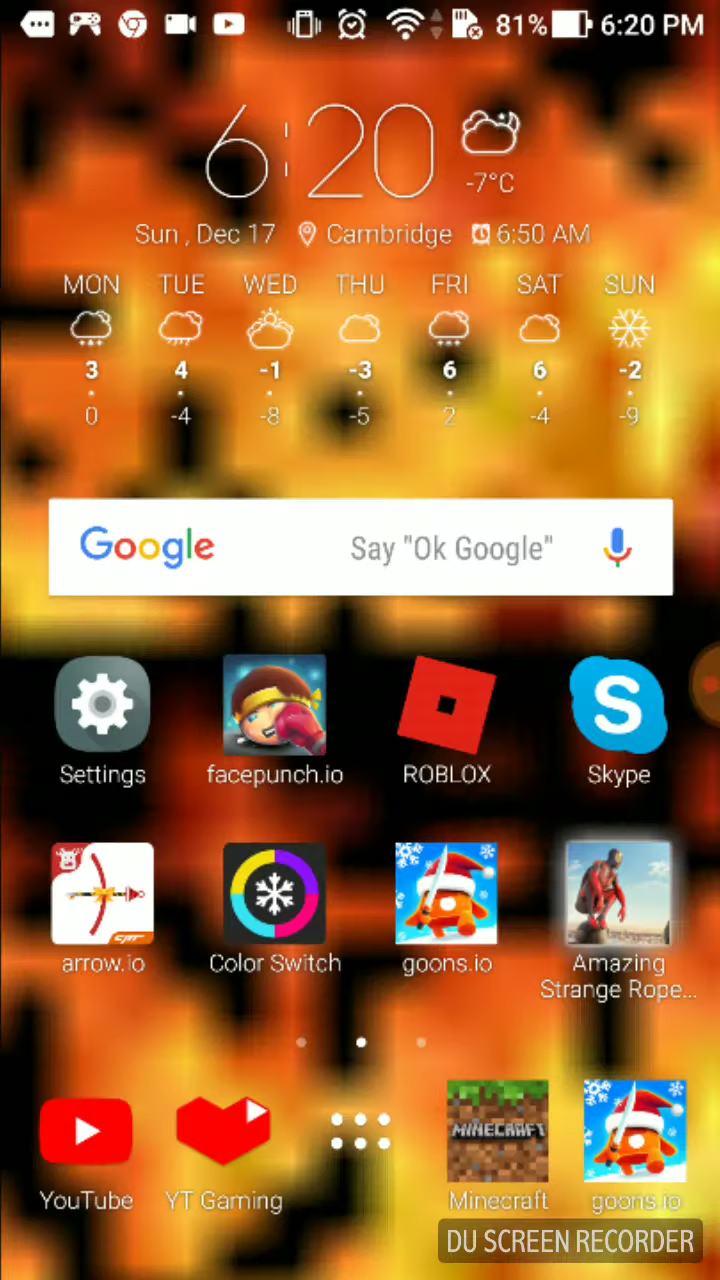 81% 6:20 PM
6:20
-7°C
Sun , Dec 17 Cambridge 6:50 AM
MON TUE WED THU FRI SAT SUN
3 4 -1 -3 6 6 -2
0 -4 -8 -5 2 -4 -9
Google Say "Ok Google"
Settings facepunch.io ROBLOX Skype
arrow.io Color Switch goons.io Amazing
Strange Rope...
MINECRAFT
YouTube YT Gaming Minecraft goons.io
DU SCREEN RECORDER